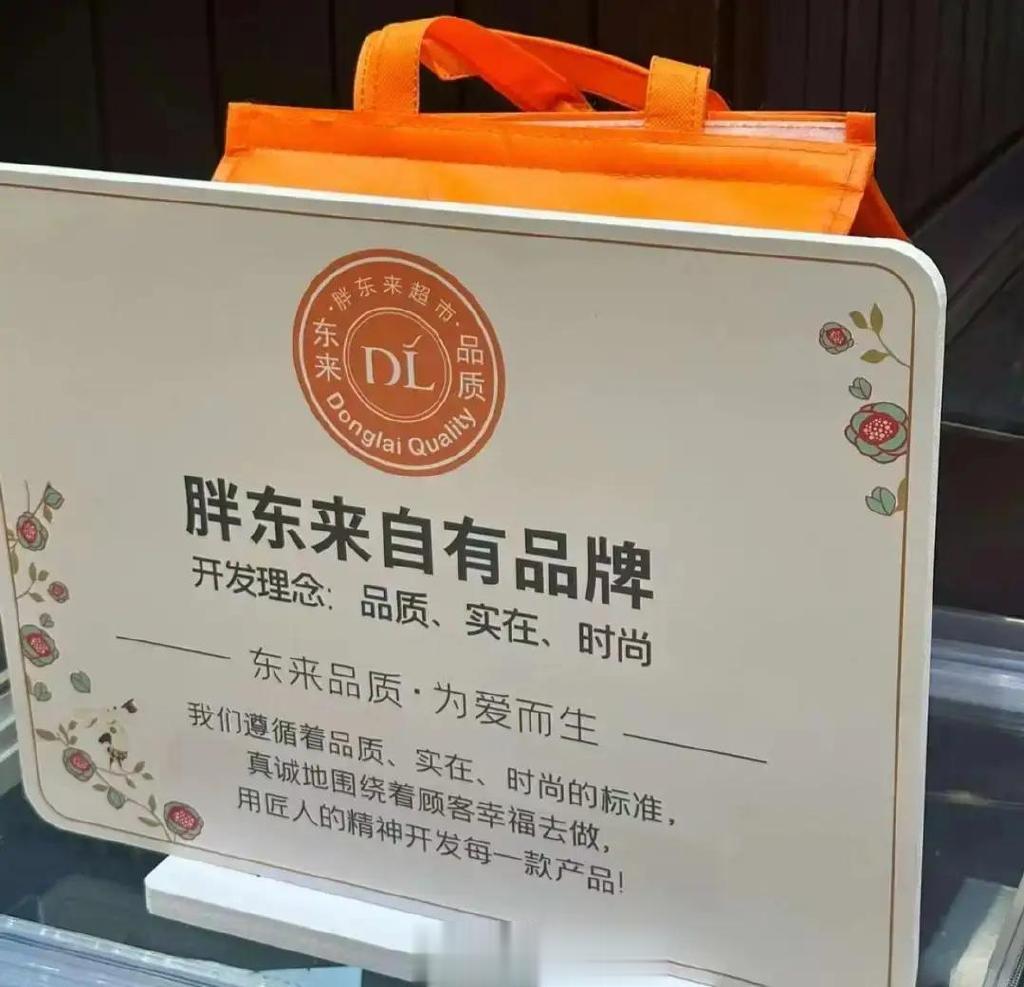 ·胖东来超市·
东来
品质
DL
Donglai Quality
胖东来自有品牌
开发理念：品质、实在、时尚
东来品质·为爱而生
我们遵循着品质、实在、时尚的标准，
真诚地围绕着顾客幸福去做，
用匠人的精神开发每一款产品！